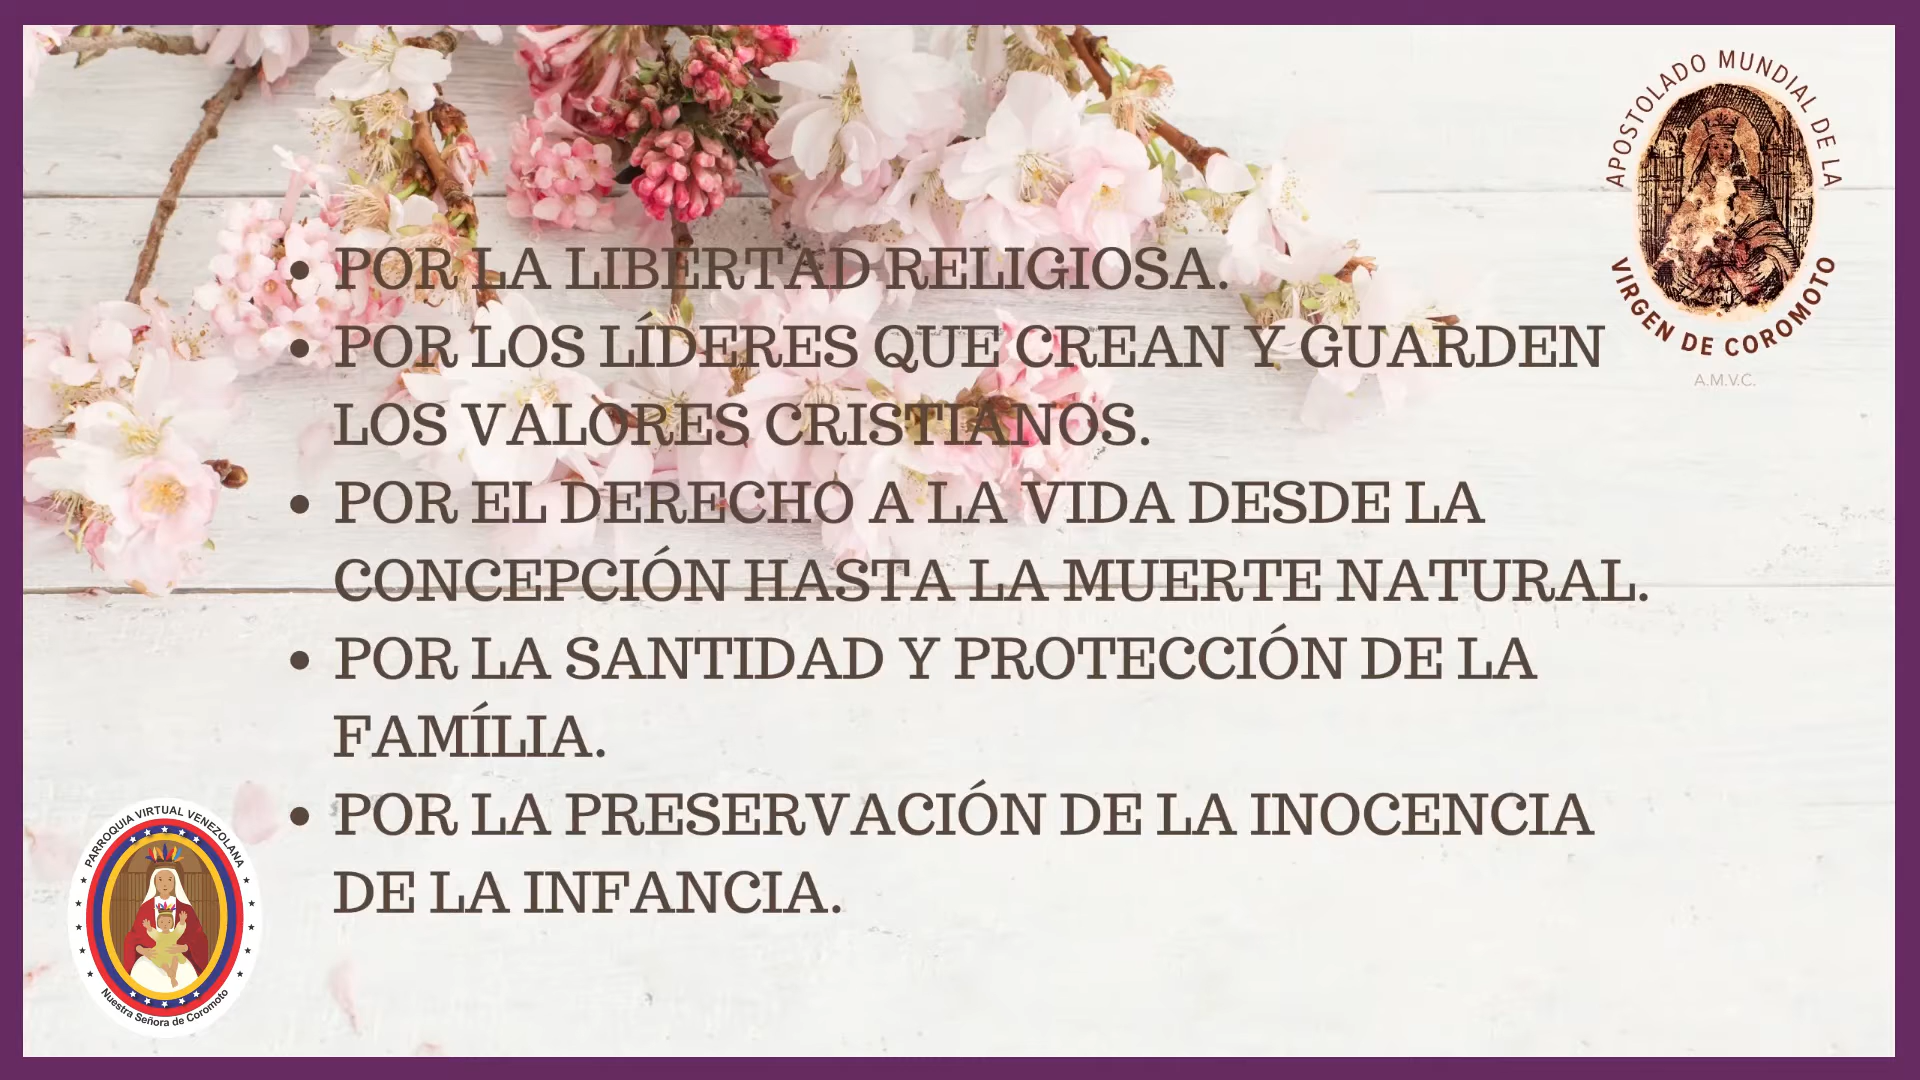 APOSTOLADO MUNDIAL DE LA
VIRGEN DE COROMOTO
A.M.V.C.
• POR LA LIBERTAD RELIGIOSA.
• POR LOS LÍDERES QUE CREAN Y GUARDEN
LOS VALORES CRISTIANOS.
• POR EL DERECHO A LA VIDA DESDE LA
CONCEPCIÓN HASTA LA MUERTE NATURAL.
• POR LA SANTIDAD Y PROTECCIÓN DE LA
FAMÍLIA.
• POR LA PRESERVACIÓN DE LA INOCENCIA
DE LA INFANCIA.
PARROQUIA VIRTUAL VENEZOLANA
Nuestra Señora de Coromoto